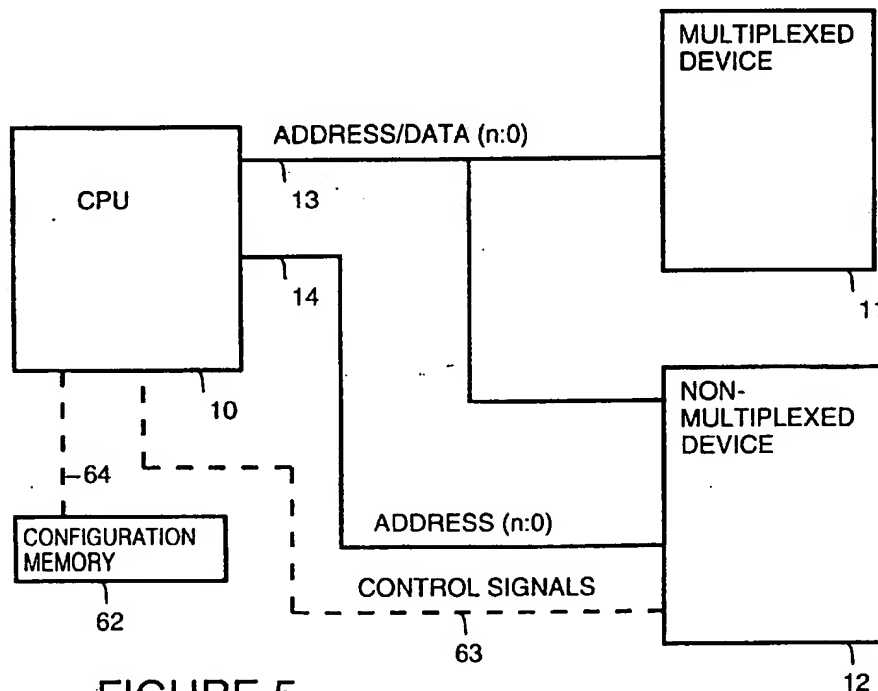 MULTIPLEXED
DEVICE
ADDRESS/DATA (n:0)
CPU
13
14
11
10
NON-
MULTIPLEXED
DEVICE
64
ADDRESS (n:0)
CONFIGURATION
MEMORY
CONTROL SIGNALS
62
63
12
FIGURE 5